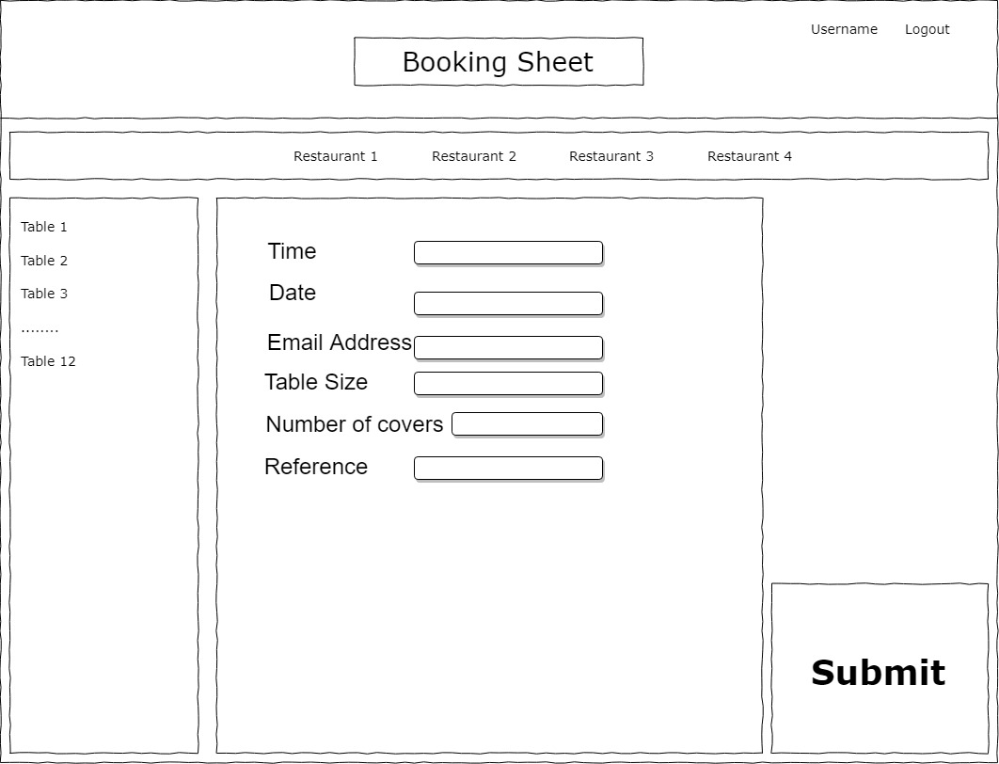 Username Logout
Booking Sheet
Restaurant 1 Restaurant 2 Restaurant 3 Restaurant 4
Table 1
Table 2
Table 3
........
Table 12
Time
Date
Email Address
Table Size
Number of covers
Reference
Submit